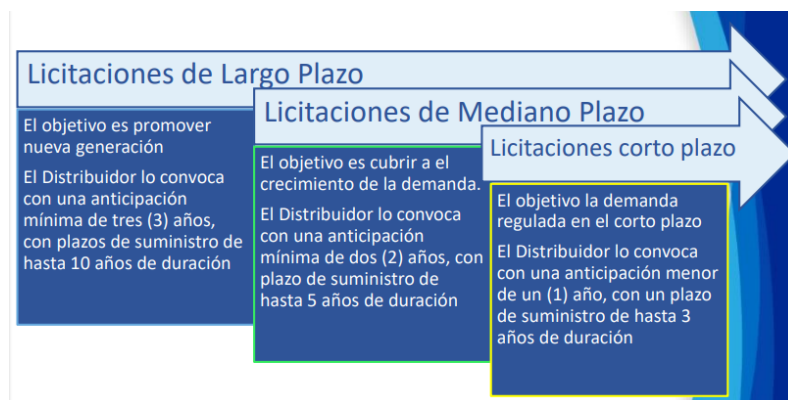 Licitaciones de Largo Plazo
El objetivo es promover
nueva generación
El Distribuidor lo convoca
con una anticipación
mínima de tres (3) años,
con plazos de suministro de
hasta 10 años de duración
Licitaciones de Mediano Plazo
El objetivo es cubrir a el
crecimiento de la demanda.
El Distribuidor lo convoca
con una anticipación
mínima de dos (2) años, con
plazo de suministro de
hasta 5 años de duración
Licitaciones corto plazo
El objetivo la demanda
regulada en el corto plazo
El Distribuidor lo convoca
con una anticipación menor
de un (1) año, con un plazo
de suministro de hasta 3
años de duración